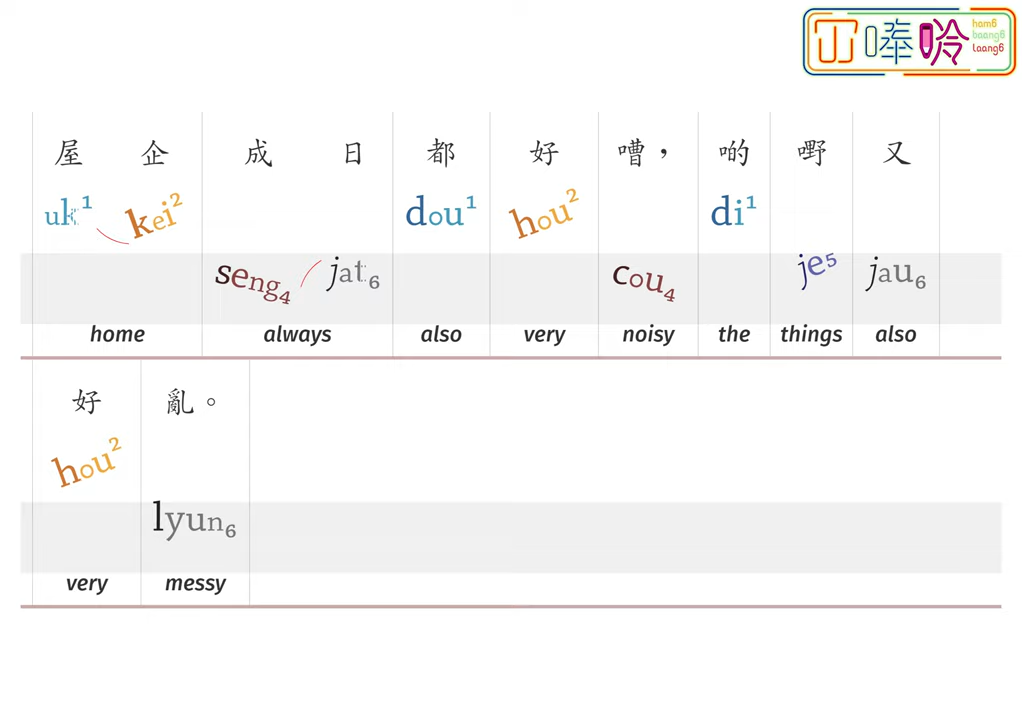 冚唪唥
ham6
baang6
laang6
屋企 成日 都 好 嘈， 啲 嘢 又
uk¹ kei² seng₄ jat₆ dou¹ hou² cou₄ di¹ je⁵ jau₆
home always also very noisy the things also
好 亂。
hou² lyun₆
very messy